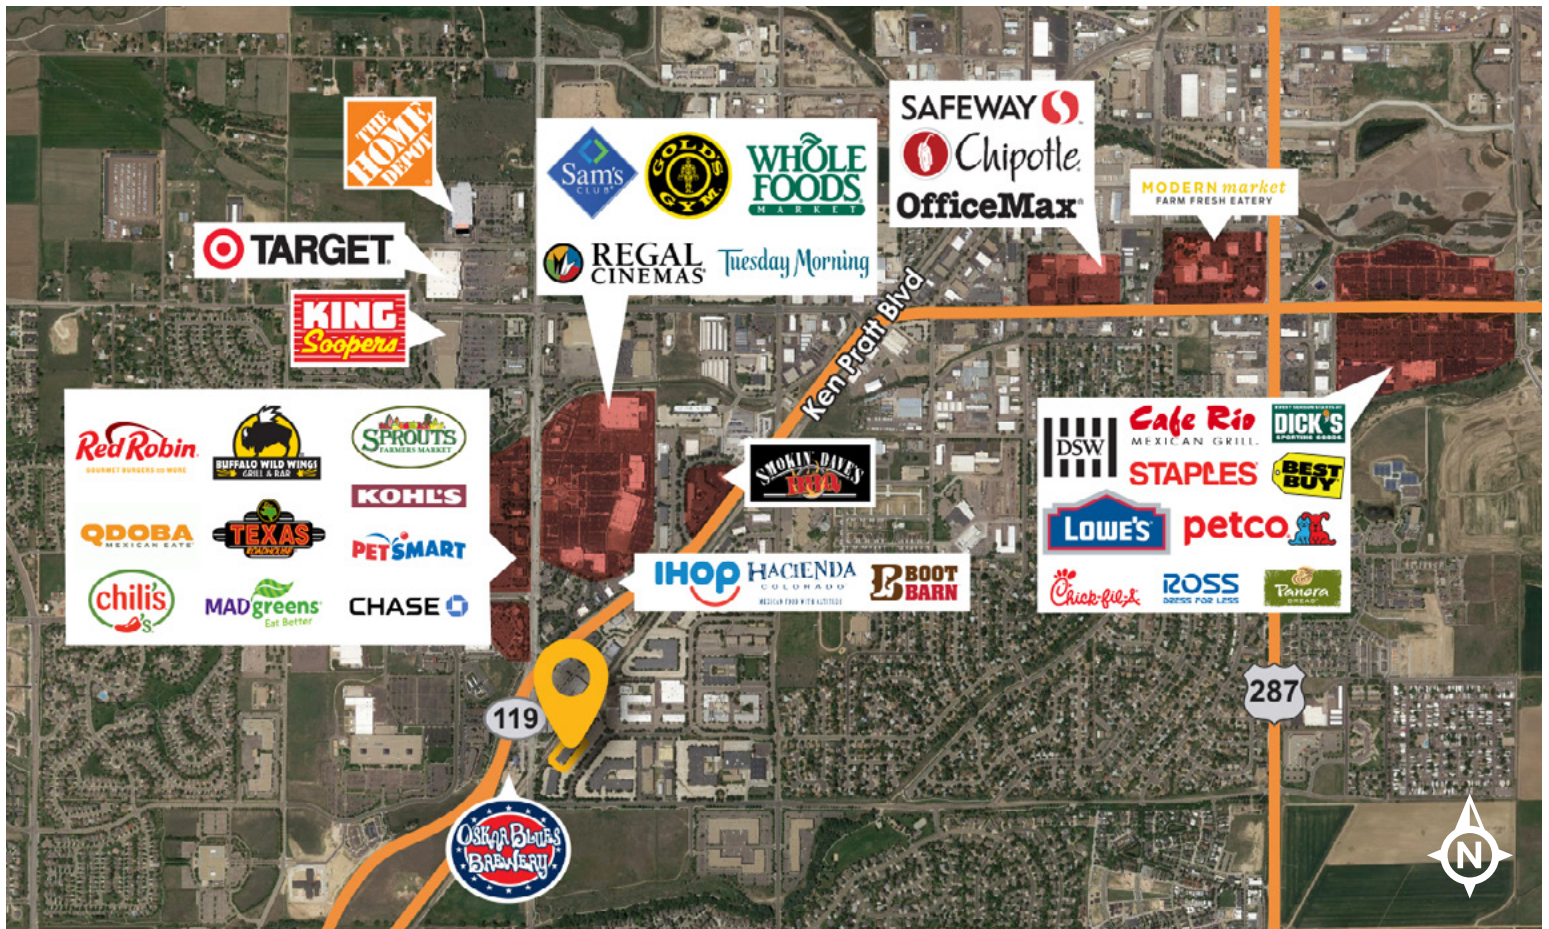 THE
HOME
DEPOT
TARGET
KING
Soopers
Sam's
CLUB
GOLD'S
GYM
WHOLE
FOODS
MARKET
REGAL
CINEMAS
Tuesday Morning
SAFEWAY
Chipotle
OfficeMax
MODERN market
FARM FRESH EATERY
Ken Pratt Blvd
Red Robin
GOURMET BURGERS
BUFFALO WILD WINGS
GRILL & BAR
SPROUTS
FARMERS MARKET
KOHL'S
QDOBA
MEXICAN EATS
TEXAS
ROADHOUSE
PETSMART
chili's
MADgreens
Eat Better
CHASE
SMOKIN' DAVE'S
BBQ
IHOP
HACIENDA
COLORADO
BOOT
BARN
DSW
Cafe Rio
MEXICAN GRILL
DICK'S
SPORTING GOODS
STAPLES
BEST
BUY
LOWE'S
petco
Chick-fil-A
ROSS
DRESS FOR LESS
Panera
BREAD
119
287
OSKAR BLUES
BREWERY
N